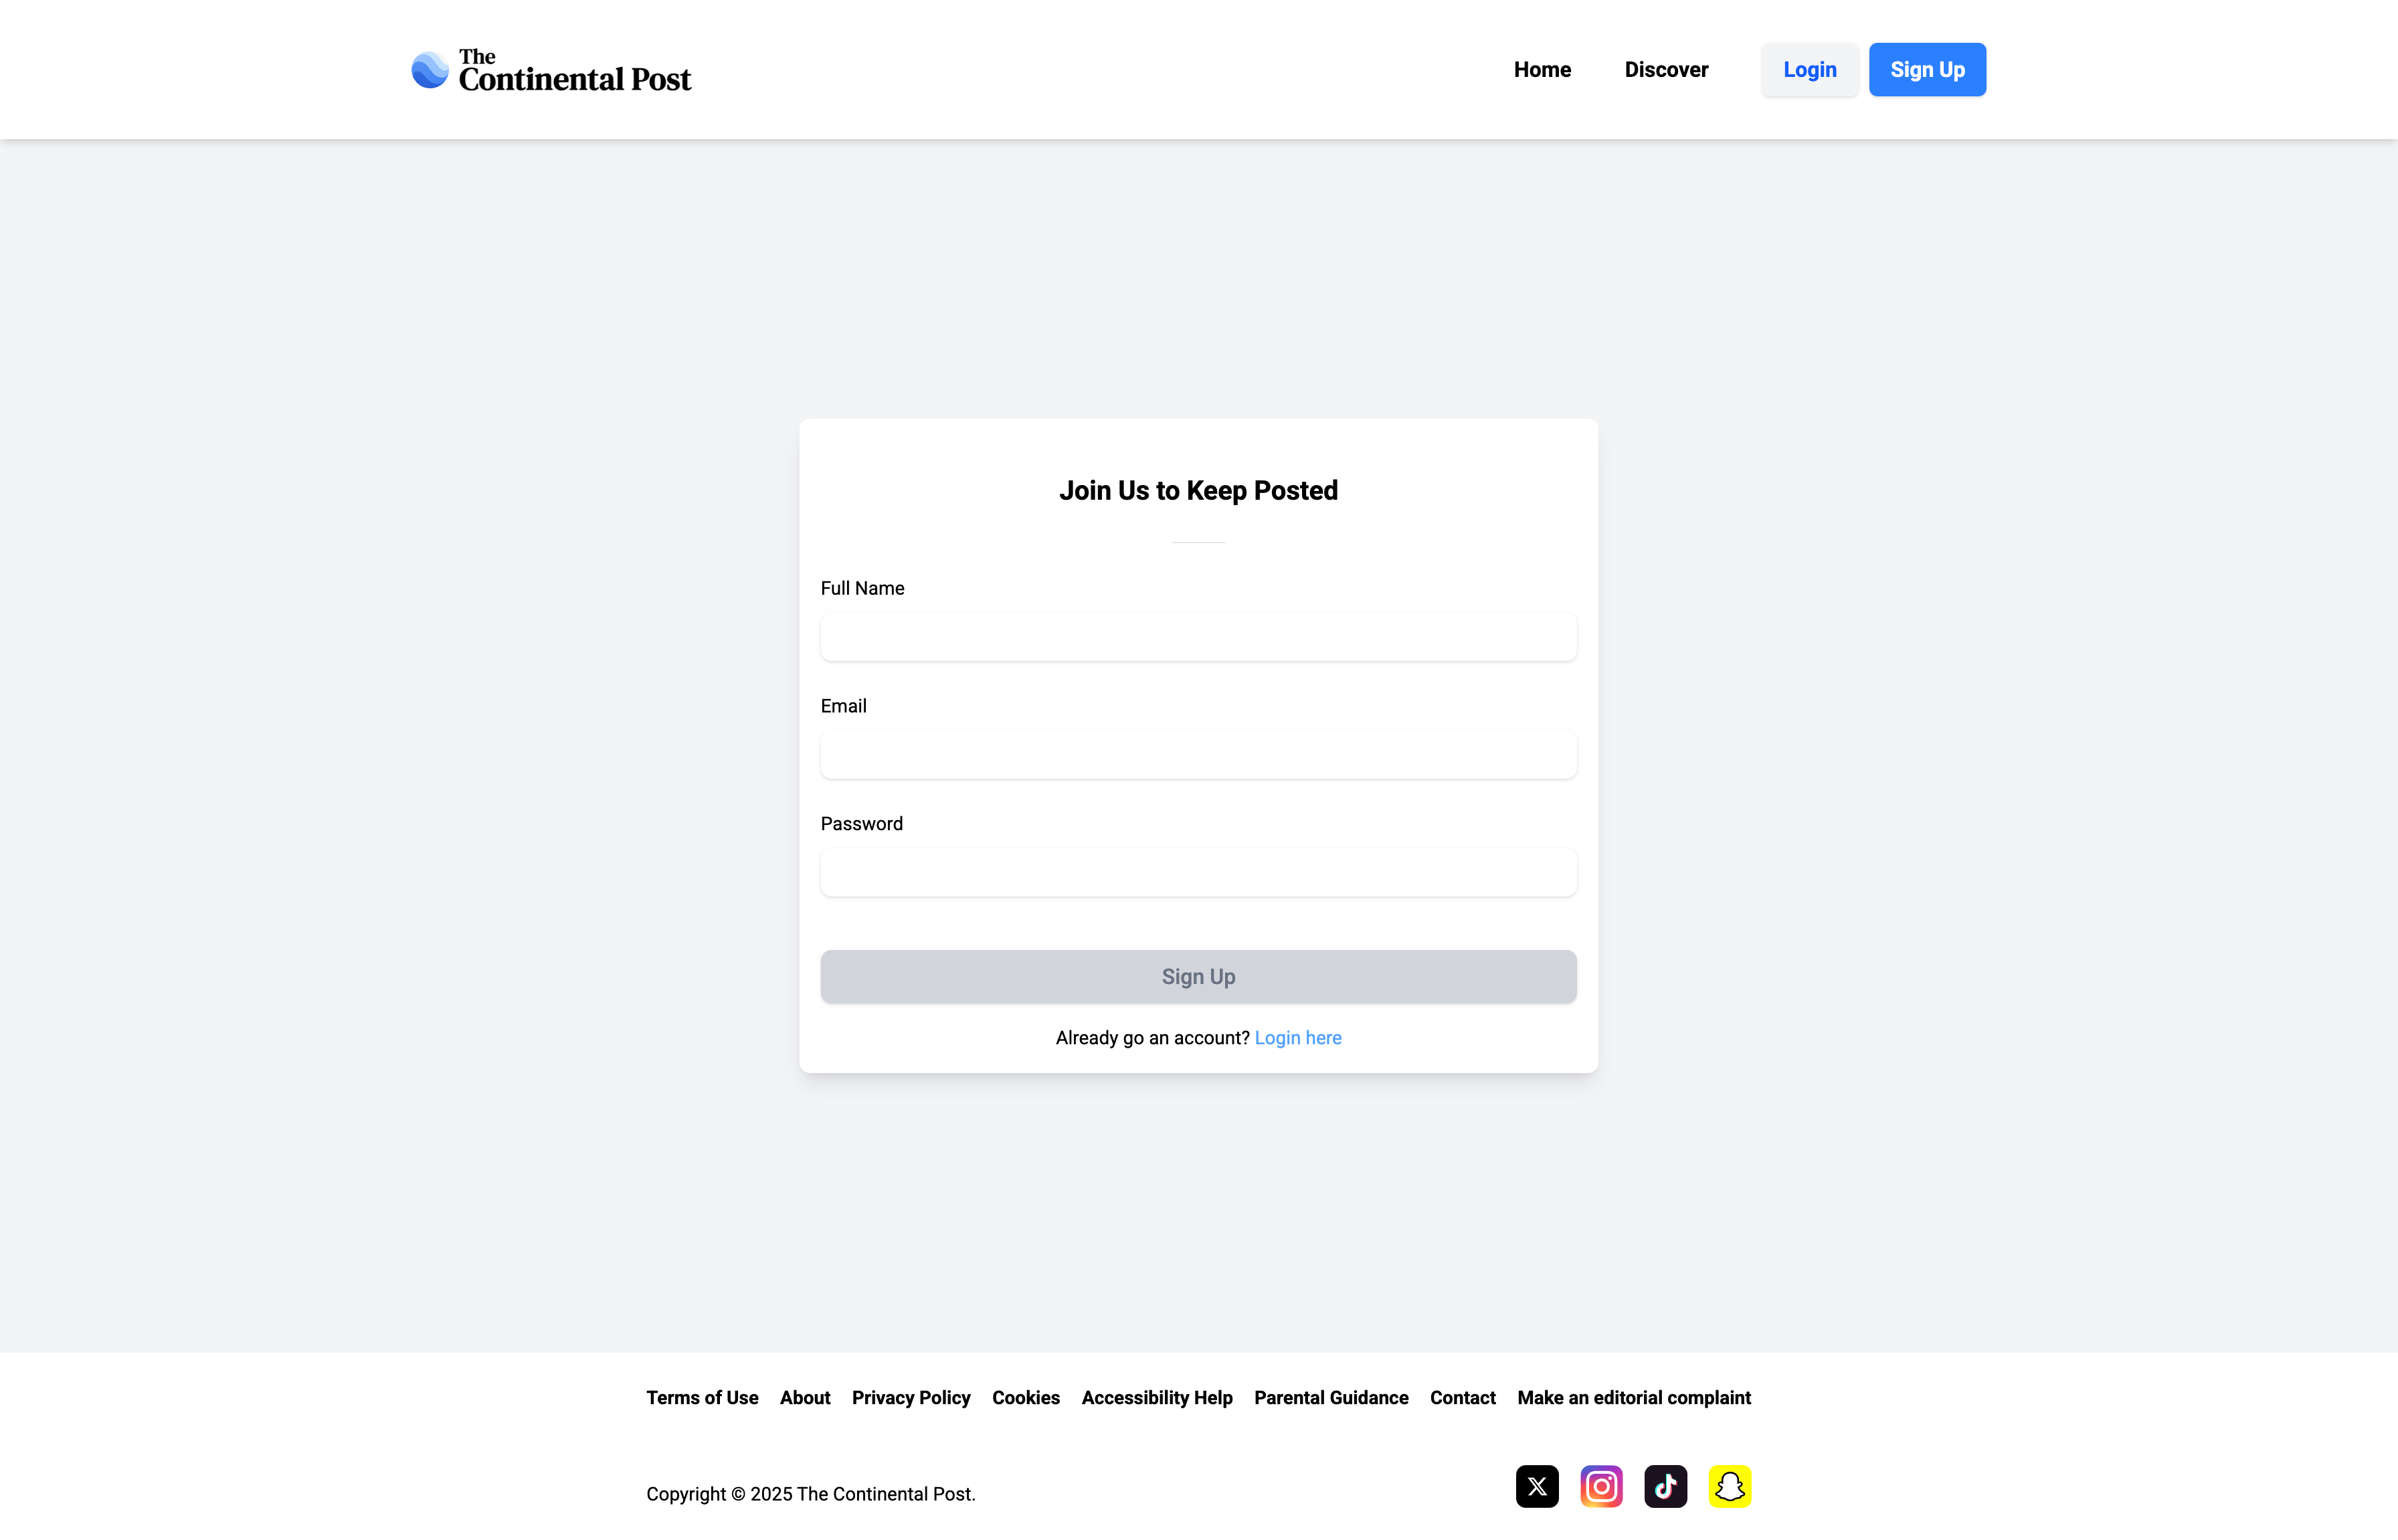 The
Continental Post
Home Discover Login Sign Up
Join Us to Keep Posted
Full Name
Email
Password
Sign Up
Already go an account? Login here
Terms of Use About Privacy Policy Cookies Accessibility Help Parental Guidance Contact Make an editorial complaint
Copyright © 2025 The Continental Post.